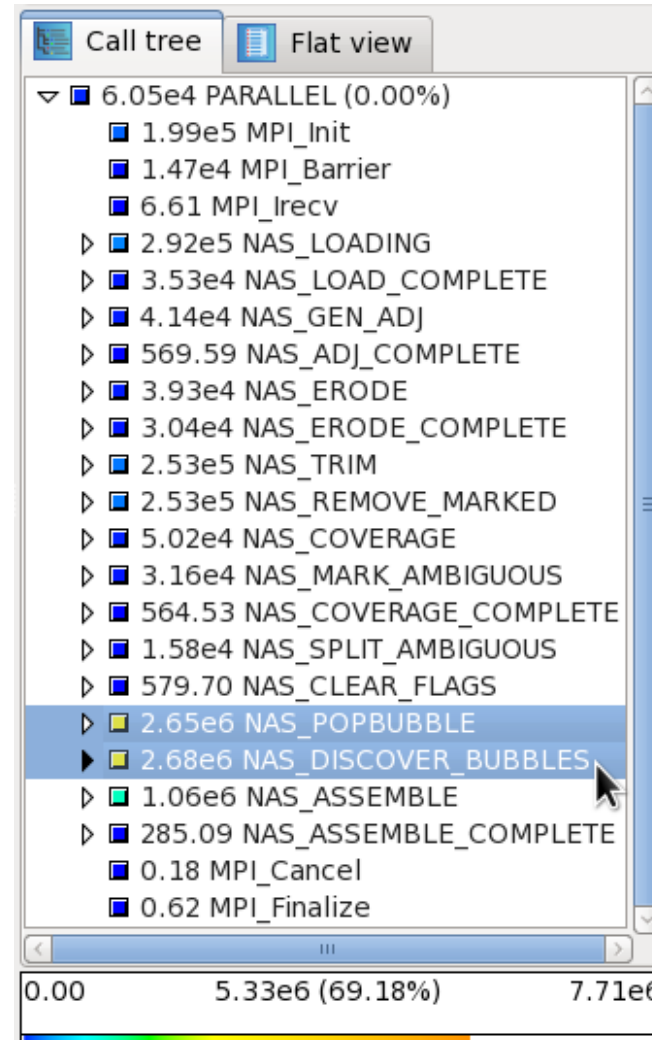 Call tree Flat view
6.05e4 PARALLEL (0.00%)
1.99e5 MPI_Init
1.47e4 MPI_Barrier
6.61 MPI_Irecv
2.92e5 NAS_LOADING
3.53e4 NAS_LOAD_COMPLETE
4.14e4 NAS_GEN_ADJ
569.59 NAS_ADJ_COMPLETE
3.93e4 NAS_ERODE
3.04e4 NAS_ERODE_COMPLETE
2.53e5 NAS_TRIM
2.53e5 NAS_REMOVE_MARKED
5.02e4 NAS_COVERAGE
3.16e4 NAS_MARK_AMBIGUOUS
564.53 NAS_COVERAGE_COMPLETE
1.58e4 NAS_SPLIT_AMBIGUOUS
579.70 NAS_CLEAR_FLAGS
2.65e6 NAS_POPBUBBLE
2.68e6 NAS_DISCOVER_BUBBLES
1.06e6 NAS_ASSEMBLE
285.09 NAS_ASSEMBLE_COMPLETE
0.18 MPI_Cancel
0.62 MPI_Finalize
0.00 5.33e6 (69.18%) 7.71e6